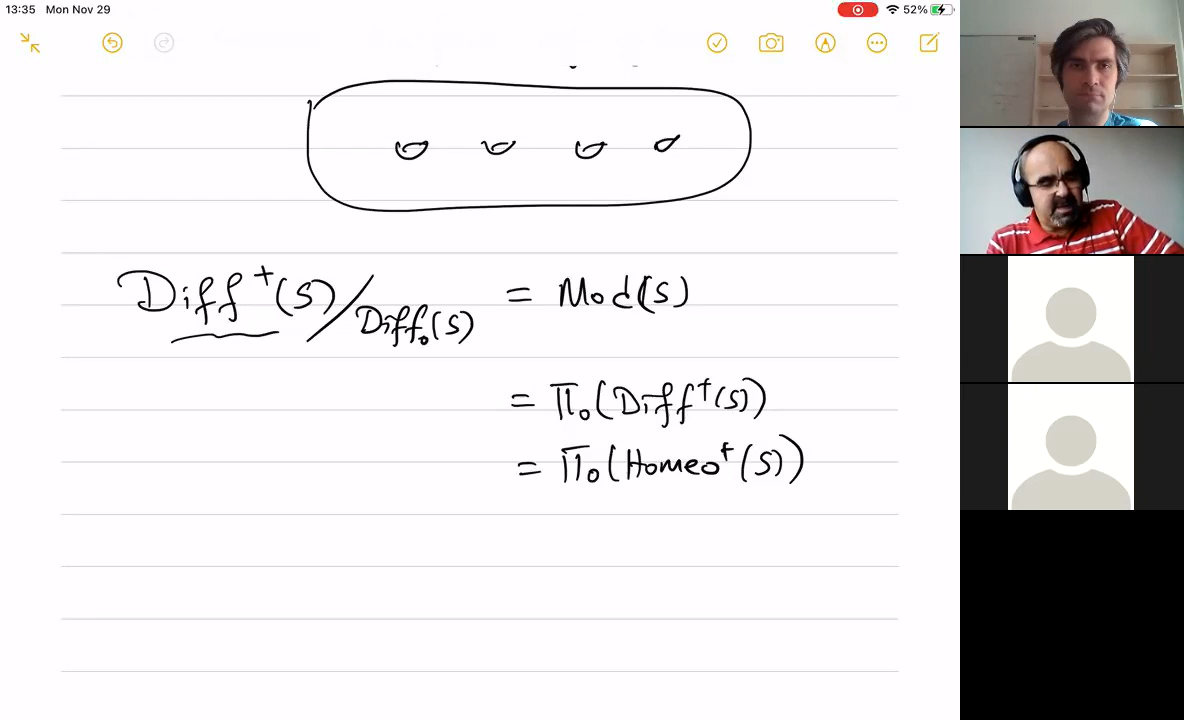 13:35 Mon Nov 29
52%
Diff⁺(S)/Diff₀(S) = Mod(S)
= π₀(Diff⁺(S))
= π₀(Homeo⁺(S))